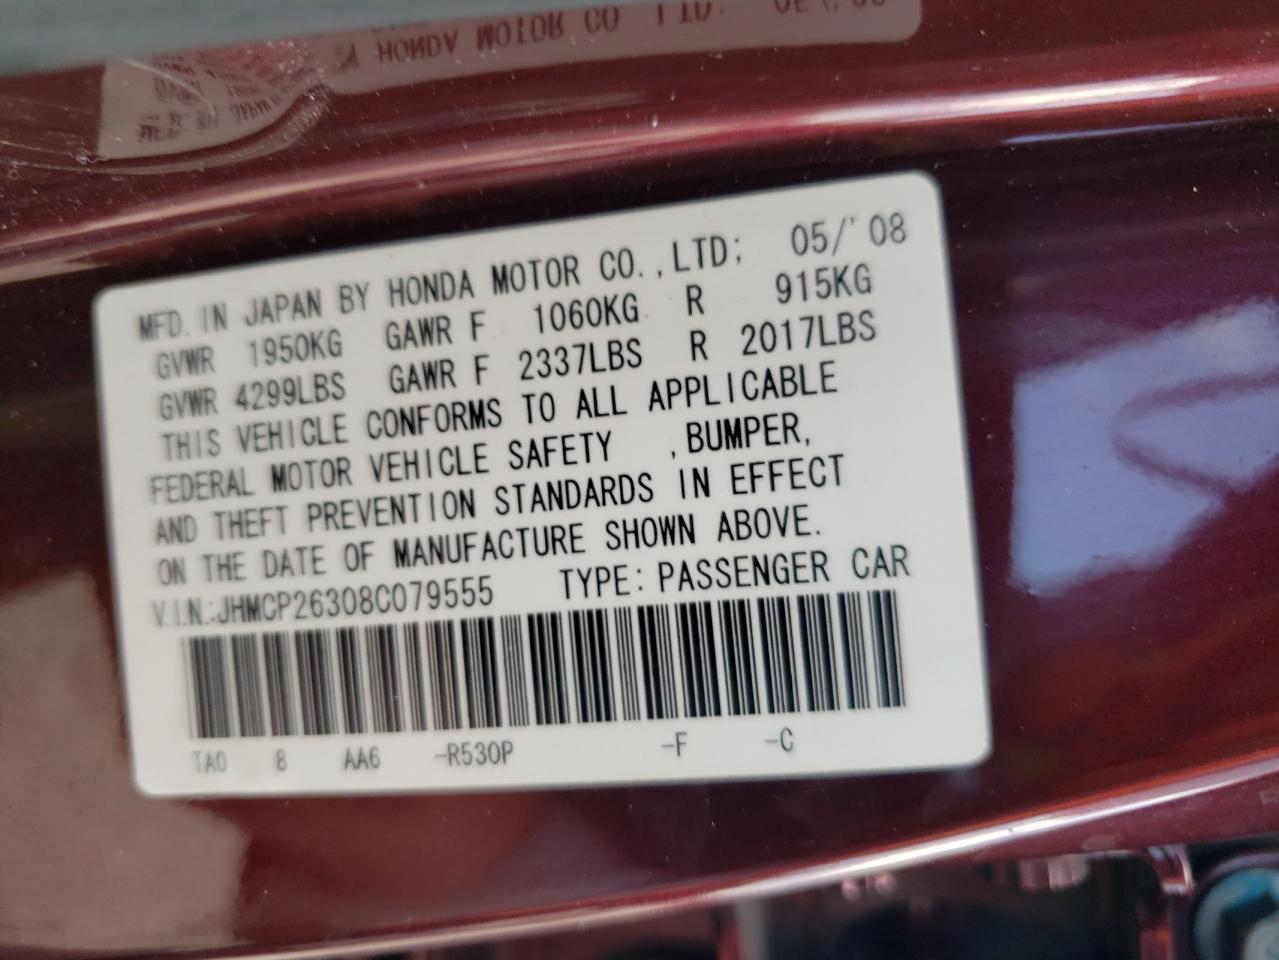 HONDA MOTOR CO LTD.
MFD. IN JAPAN BY HONDA MOTOR CO., LTD; 05/'08
GVWR 1950KG GAWR F 1060KG R 915KG
GVWR 4299LBS GAWR F 2337LBS R 2017LBS
THIS VEHICLE CONFORMS TO ALL APPLICABLE
FEDERAL MOTOR VEHICLE SAFETY , BUMPER,
AND THEFT PREVENTION STANDARDS IN EFFECT
ON THE DATE OF MANUFACTURE SHOWN ABOVE.
V.I.N.:JHMCP26308C079555 TYPE: PASSENGER CAR
TA0 8 AA6 -R530P -F -C